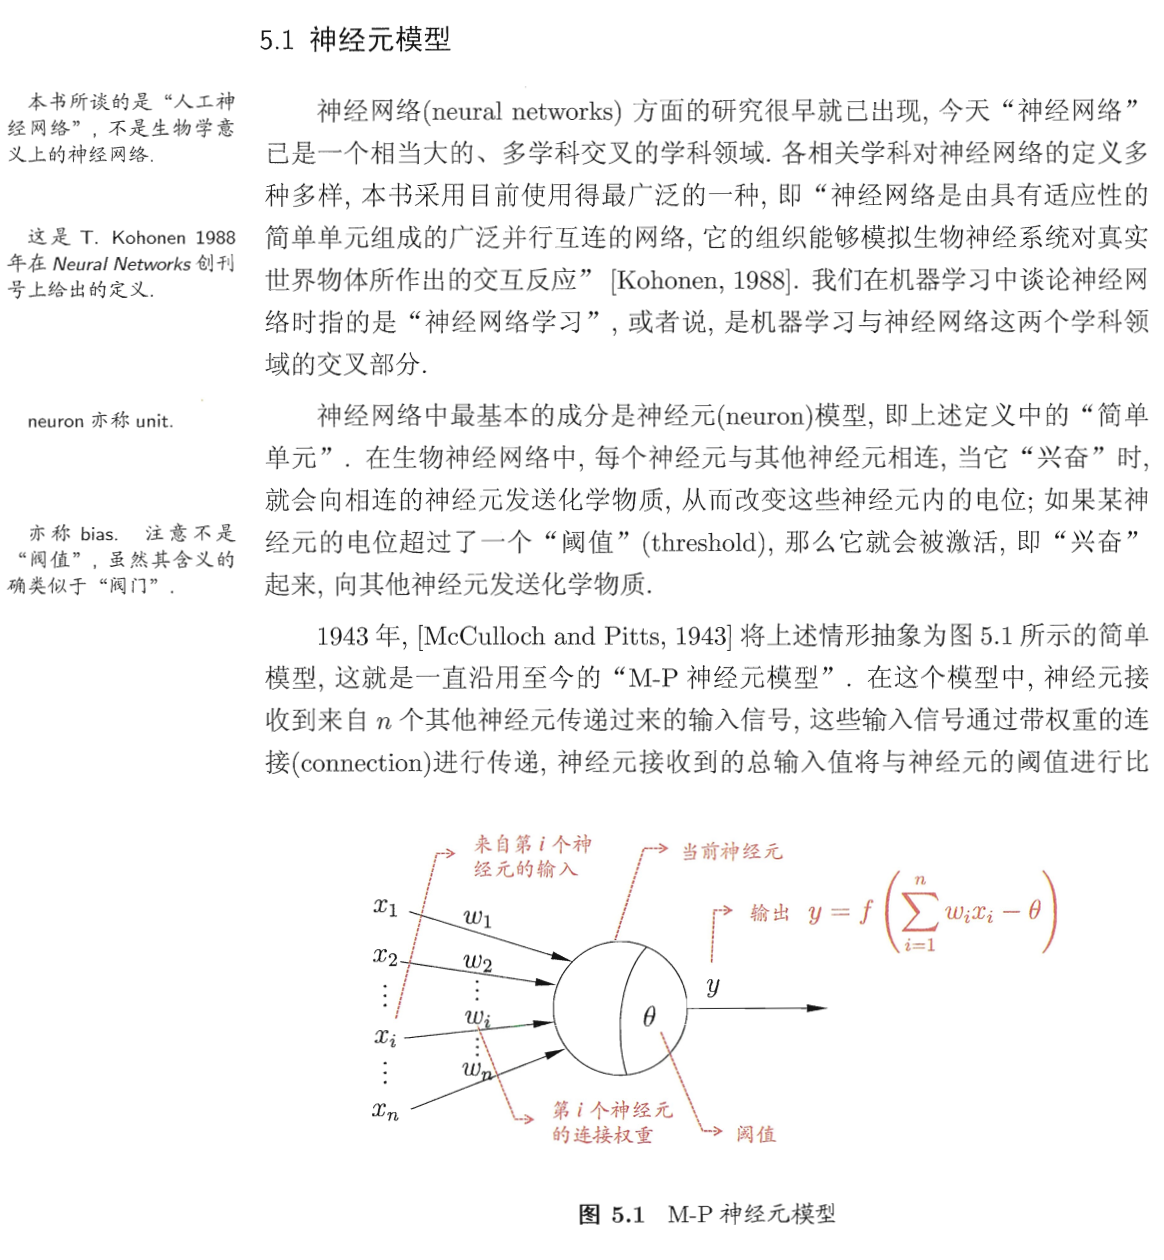 5.1 神经元模型
本书所谈的是“人工神
经网络”, 不是生物学意
义上的神经网络.
神经网络(neural networks) 方面的研究很早就已出现, 今天“神经网络”
已是一个相当大的、多学科交叉的学科领域. 各相关学科对神经网络的定义多
种多样, 本书采用目前使用得最广泛的一种, 即“神经网络是由具有适应性的
简单单元组成的广泛并行互连的网络, 它的组织能够模拟生物神经系统对真实
世界物体所作出的交互反应” [Kohonen, 1988]. 我们在机器学习中谈论神经网
络时指的是“神经网络学习”, 或者说, 是机器学习与神经网络这两个学科领
域的交叉部分.
这是 T. Kohonen 1988
年在 Neural Networks 创刊
号上给出的定义.
neuron 亦称 unit.
神经网络中最基本的成分是神经元(neuron)模型, 即上述定义中的“简单
单元”. 在生物神经网络中, 每个神经元与其他神经元相连, 当它“兴奋”时,
就会向相连的神经元发送化学物质, 从而改变这些神经元内的电位; 如果某神
经元的电位超过了一个“阈值”(threshold), 那么它就会被激活, 即“兴奋”
起来, 向其他神经元发送化学物质.
亦称 bias. 注意不是
“阀值”, 虽然其含义的
确类似于“阀门”.
1943 年, [McCulloch and Pitts, 1943] 将上述情形抽象为图 5.1 所示的简单
模型, 这就是一直沿用至今的“M-P 神经元模型”. 在这个模型中, 神经元接
收到来自 n 个其他神经元传递过来的输入信号, 这些输入信号通过带权重的连
接(connection)进行传递, 神经元接收到的总输入值将与神经元的阈值进行比
来自第 i 个神
经元的输入
当前神经元
输出 y = f(∑_{i=1}^{n} w_i x_i − θ)
x_1
w_1
x_2
w_2
⋮
⋮
x_i
w_i
⋮
⋮
x_n
w_n
θ
y
第 i 个神经元
的连接权重
阈值
图 5.1 M-P 神经元模型